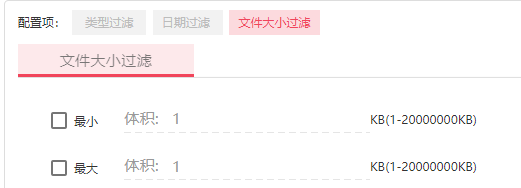 配置项： 类型过滤 日期过滤 文件大小过滤
文件大小过滤
最小 体积: 1 KB(1-20000000KB)
最大 体积: 1 KB(1-20000000KB)